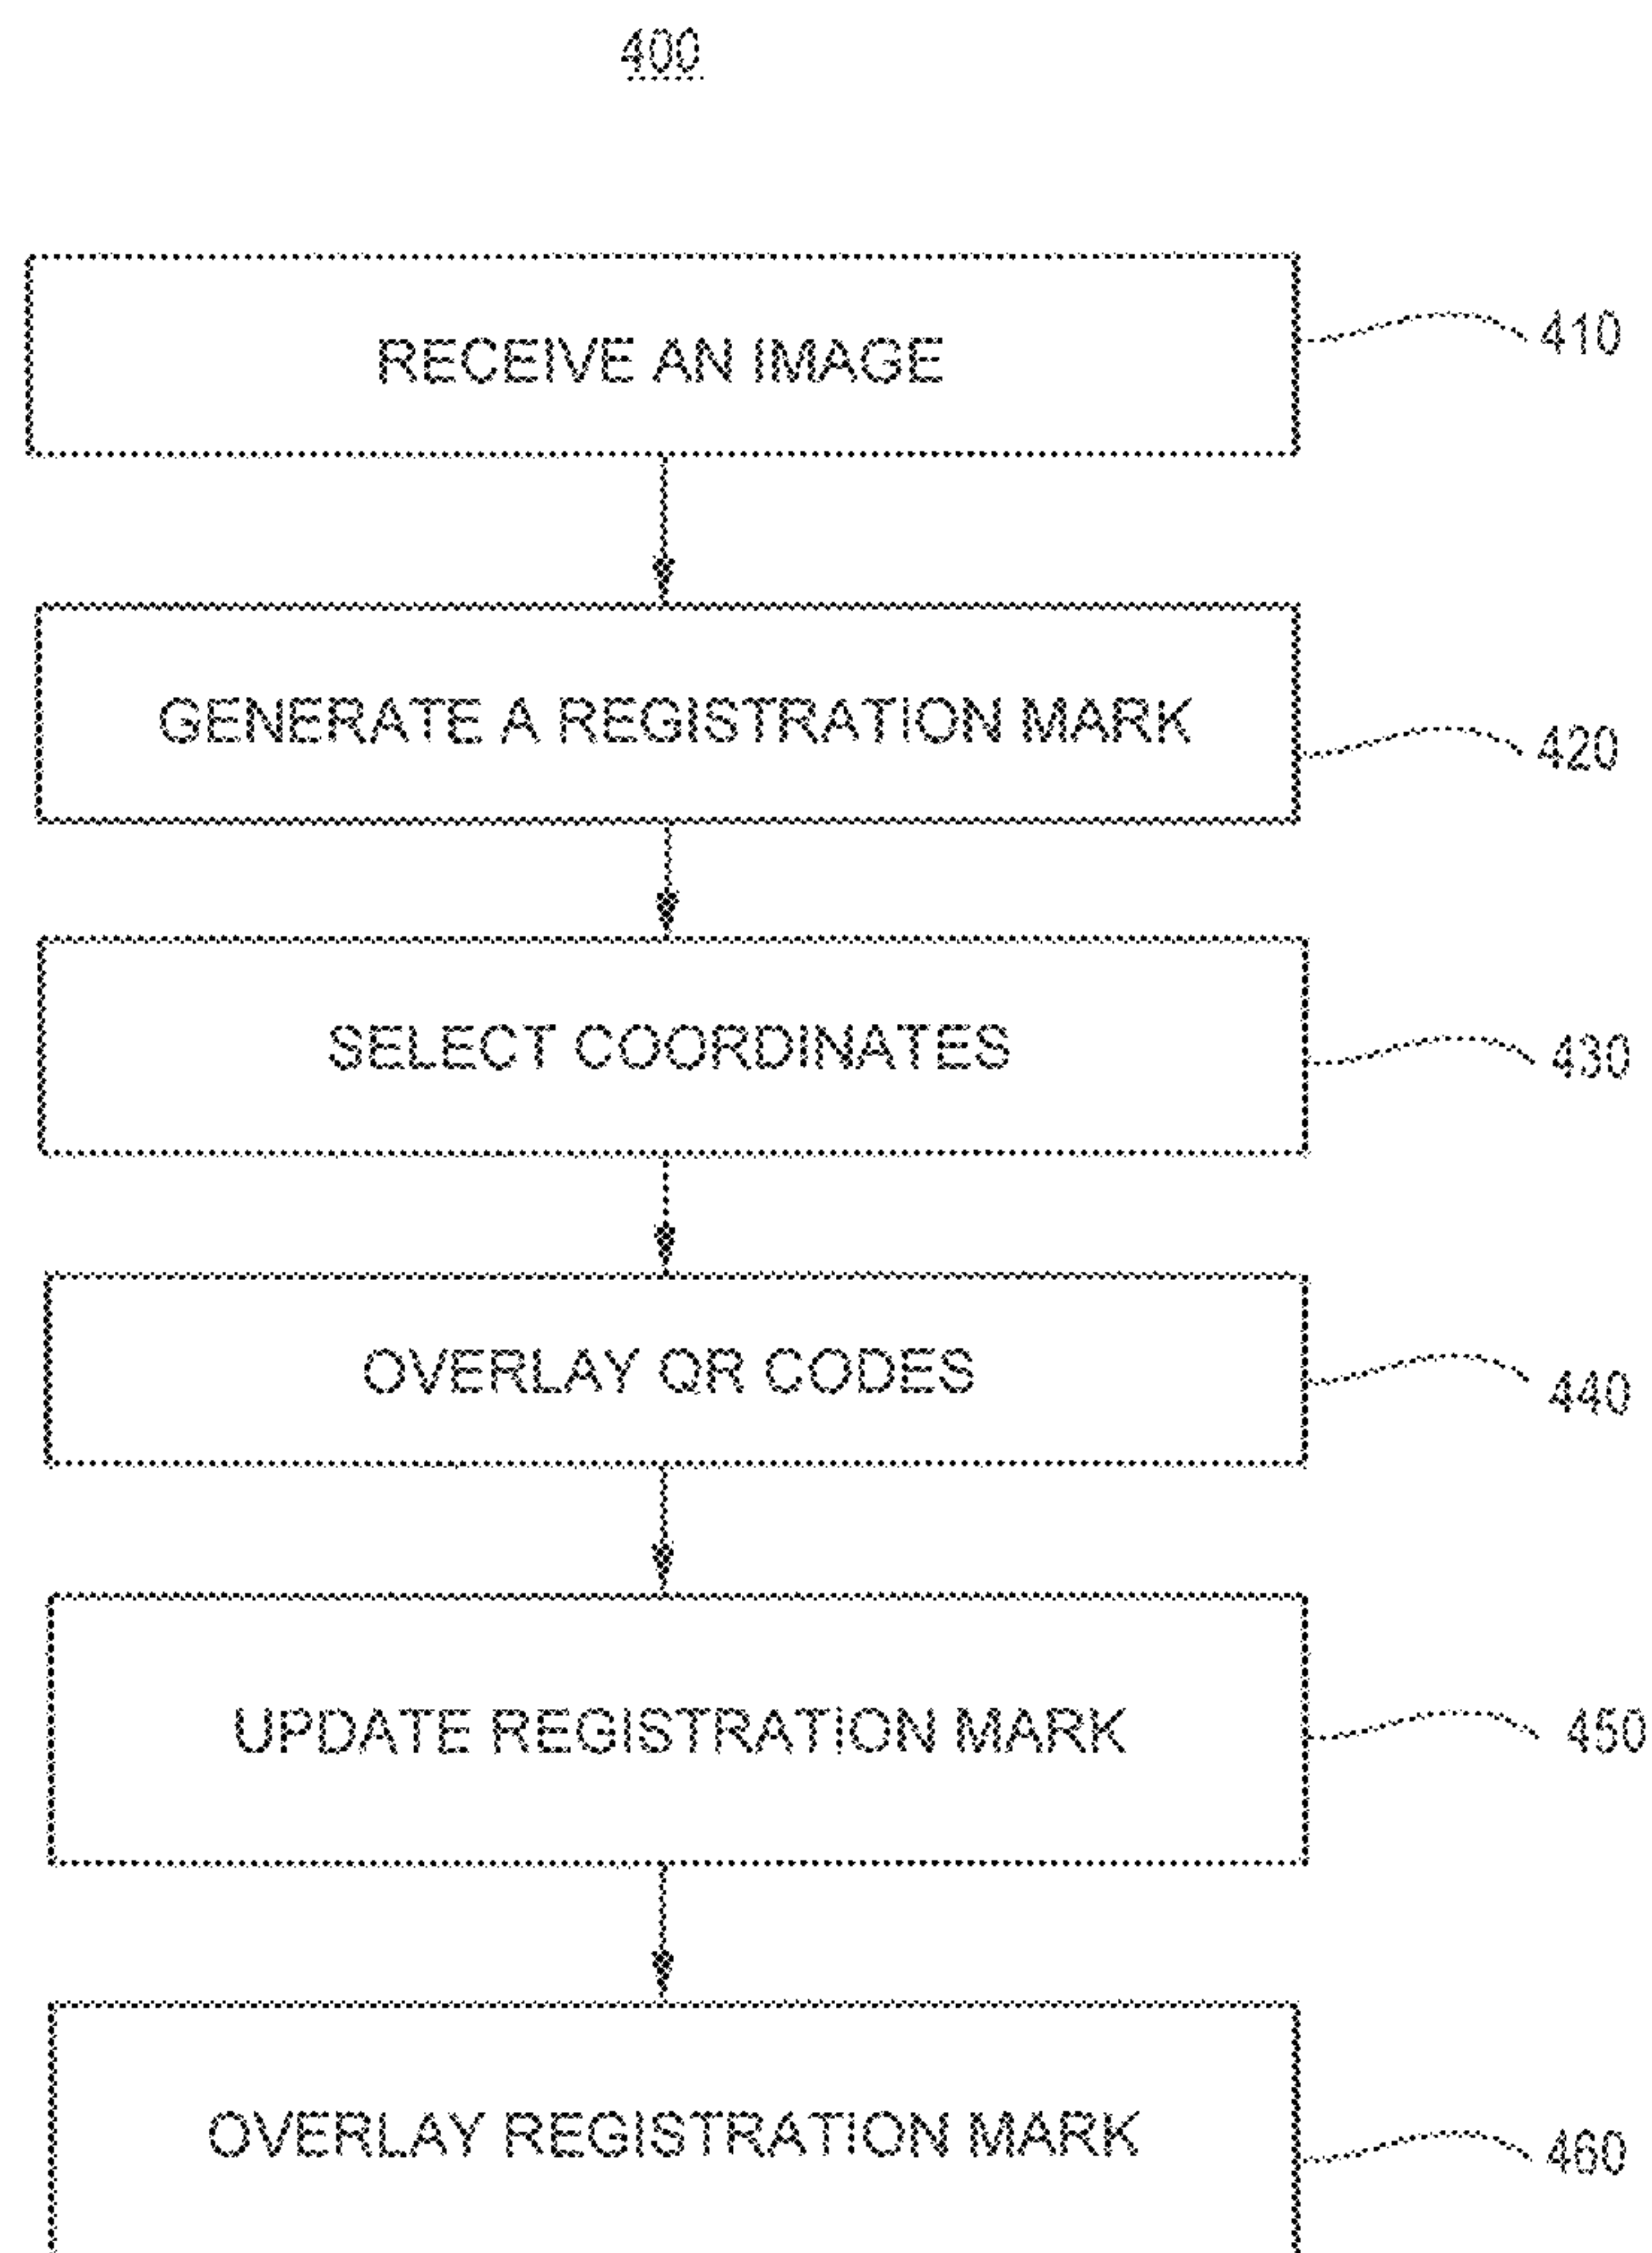 400
RECEIVE AN IMAGE
410
GENERATE A REGISTRATION MARK
420
SELECT COORDINATES
430
OVERLAY QR CODES
440
UPDATE REGISTRATION MARK
450
OVERLAY REGISTRATION MARK
460